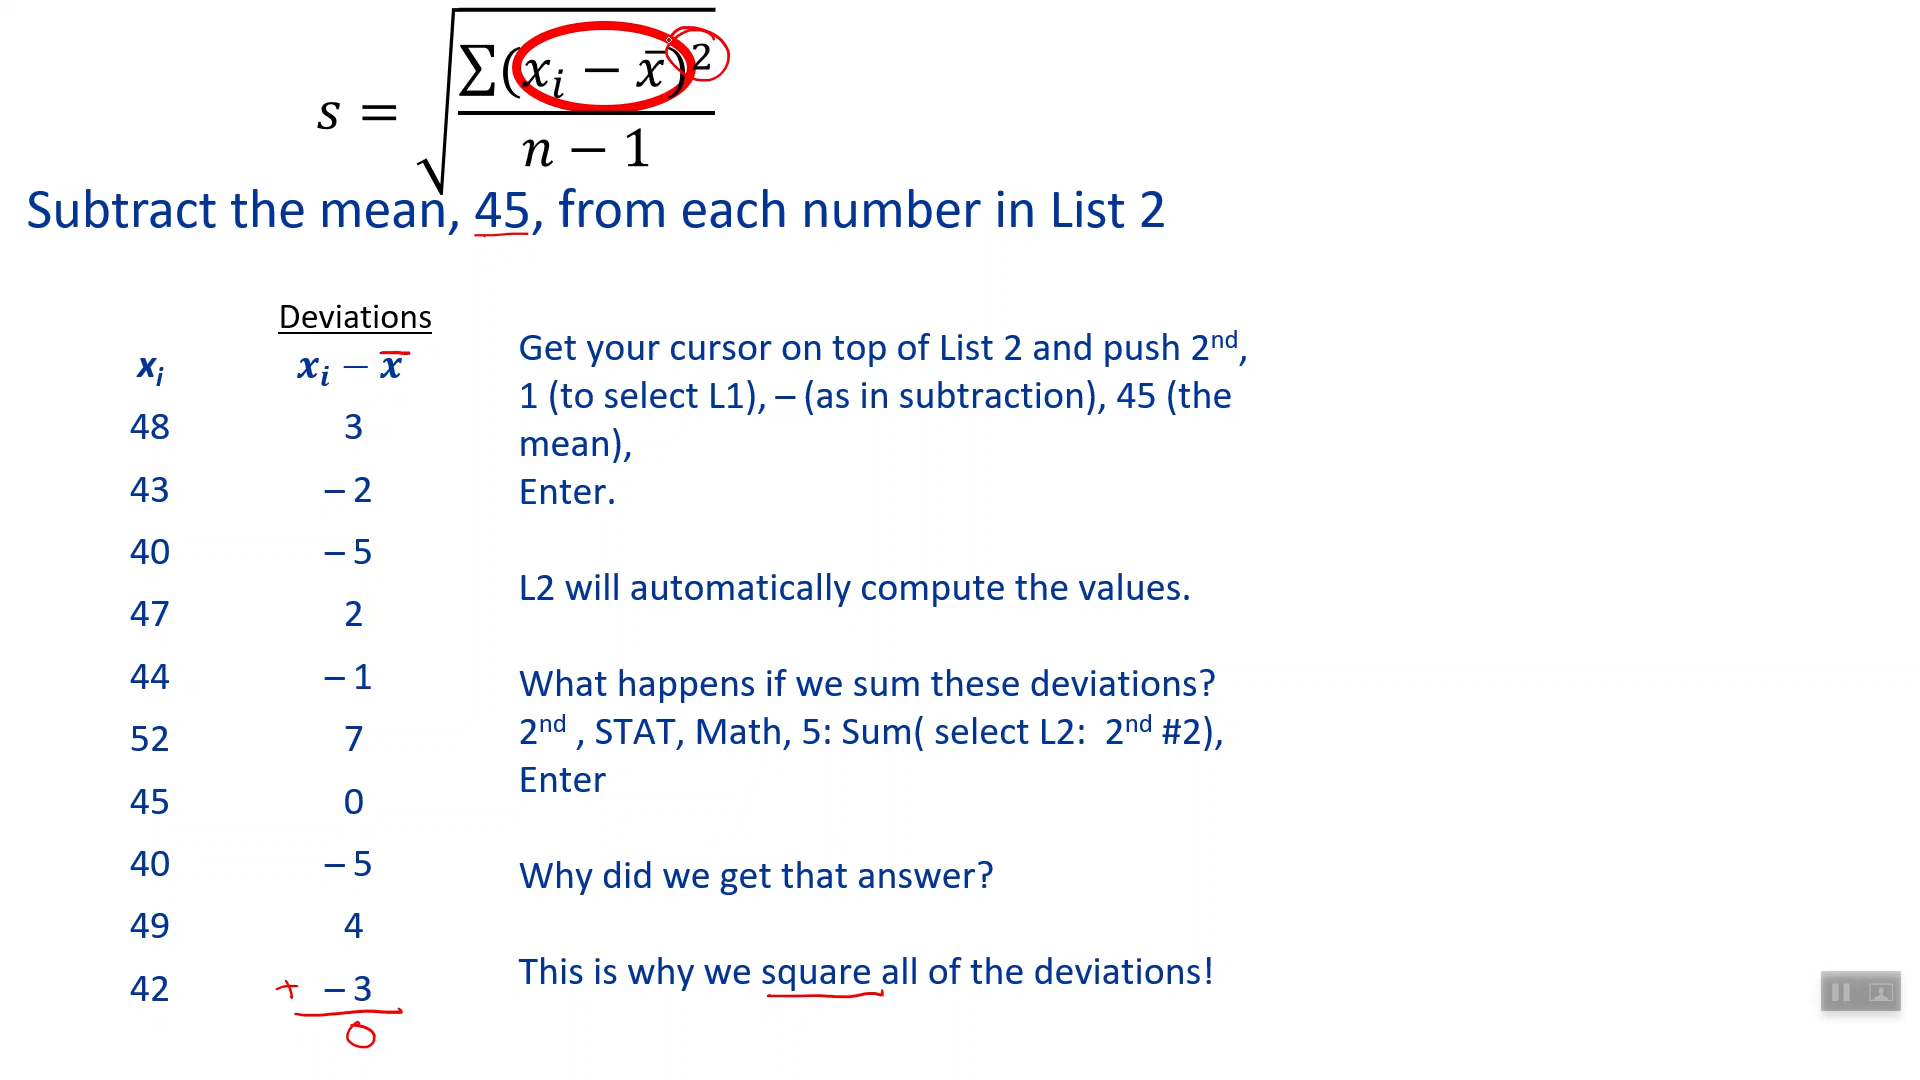 s = √(∑(xᵢ − x̄)² / (n − 1))
Subtract the mean, 45, from each number in List 2
Deviations
xᵢ xᵢ − x̄
48 3
43 – 2
40 – 5
47 2
44 – 1
52 7
45 0
40 – 5
49 4
42 + – 3
0
Get your cursor on top of List 2 and push 2nd,
1 (to select L1), – (as in subtraction), 45 (the
mean),
Enter.
L2 will automatically compute the values.
What happens if we sum these deviations?
2nd , STAT, Math, 5: Sum( select L2: 2nd #2),
Enter
Why did we get that answer?
This is why we square all of the deviations!